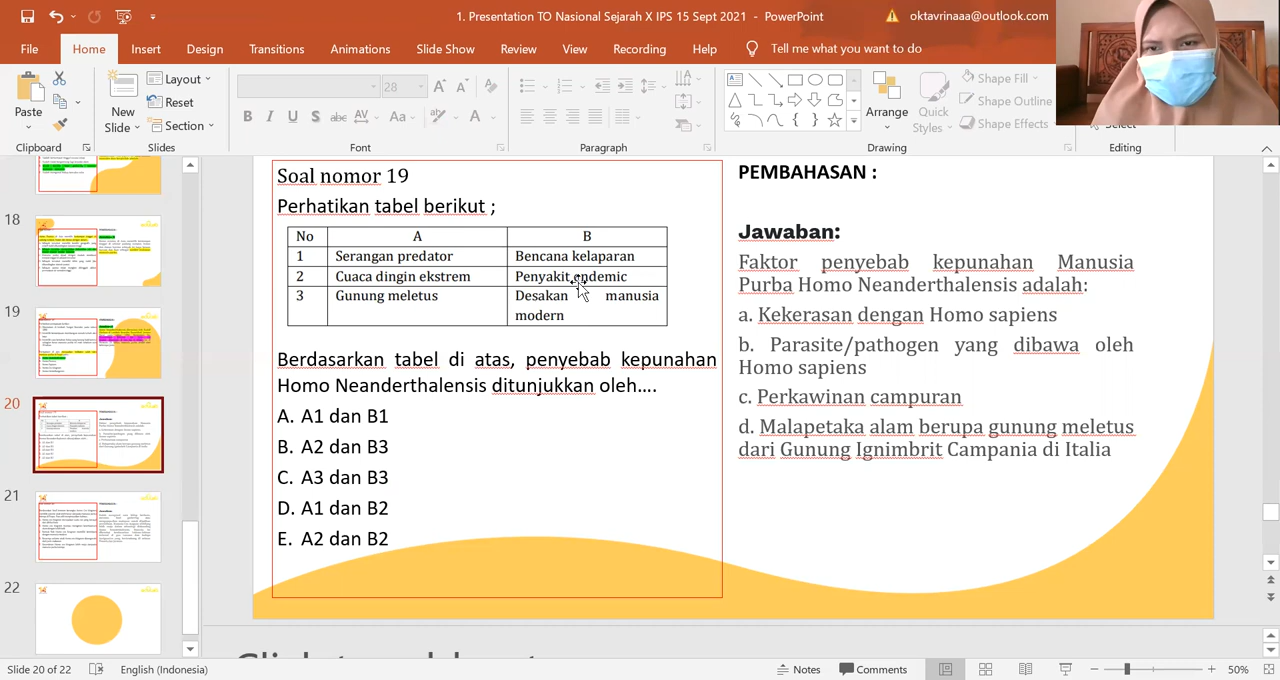 1. Presentation TO Nasional Sejarah X IPS 15 Sept 2021 - PowerPoint
oktavrinaaa@outlook.com
File Home Insert Design Transitions Animations Slide Show Review View Recording Help Tell me what you want to do
Paste
Clipboard
New
Slide
Layout
Reset
Section
Slides
28
B I U S abc AV Aa A
Font
Paragraph
Arrange
Quick
Styles
Shape Fill
Shape Outline
Shape Effects
Drawing
Select
Editing
18
19
20
21
22
Soal nomor 19
Perhatikan tabel berikut ;
No A B
1 Serangan predator Bencana kelaparan
2 Cuaca dingin ekstrem Penyakit endemic
3 Gunung meletus Desakan manusia
modern
Berdasarkan tabel di atas, penyebab kepunahan
Homo Neanderthalensis ditunjukkan oleh....
A. A1 dan B1
B. A2 dan B3
C. A3 dan B3
D. A1 dan B2
E. A2 dan B2
PEMBAHASAN :
Jawaban:
Faktor penyebab kepunahan Manusia
Purba Homo Neanderthalensis adalah:
a. Kekerasan dengan Homo sapiens
b. Parasite/pathogen yang dibawa oleh
Homo sapiens
c. Perkawinan campuran
d. Malapetaka alam berupa gunung meletus
dari Gunung Ignimbrit Campania di Italia
Slide 20 of 22
English (Indonesia)
Notes
Comments
50%